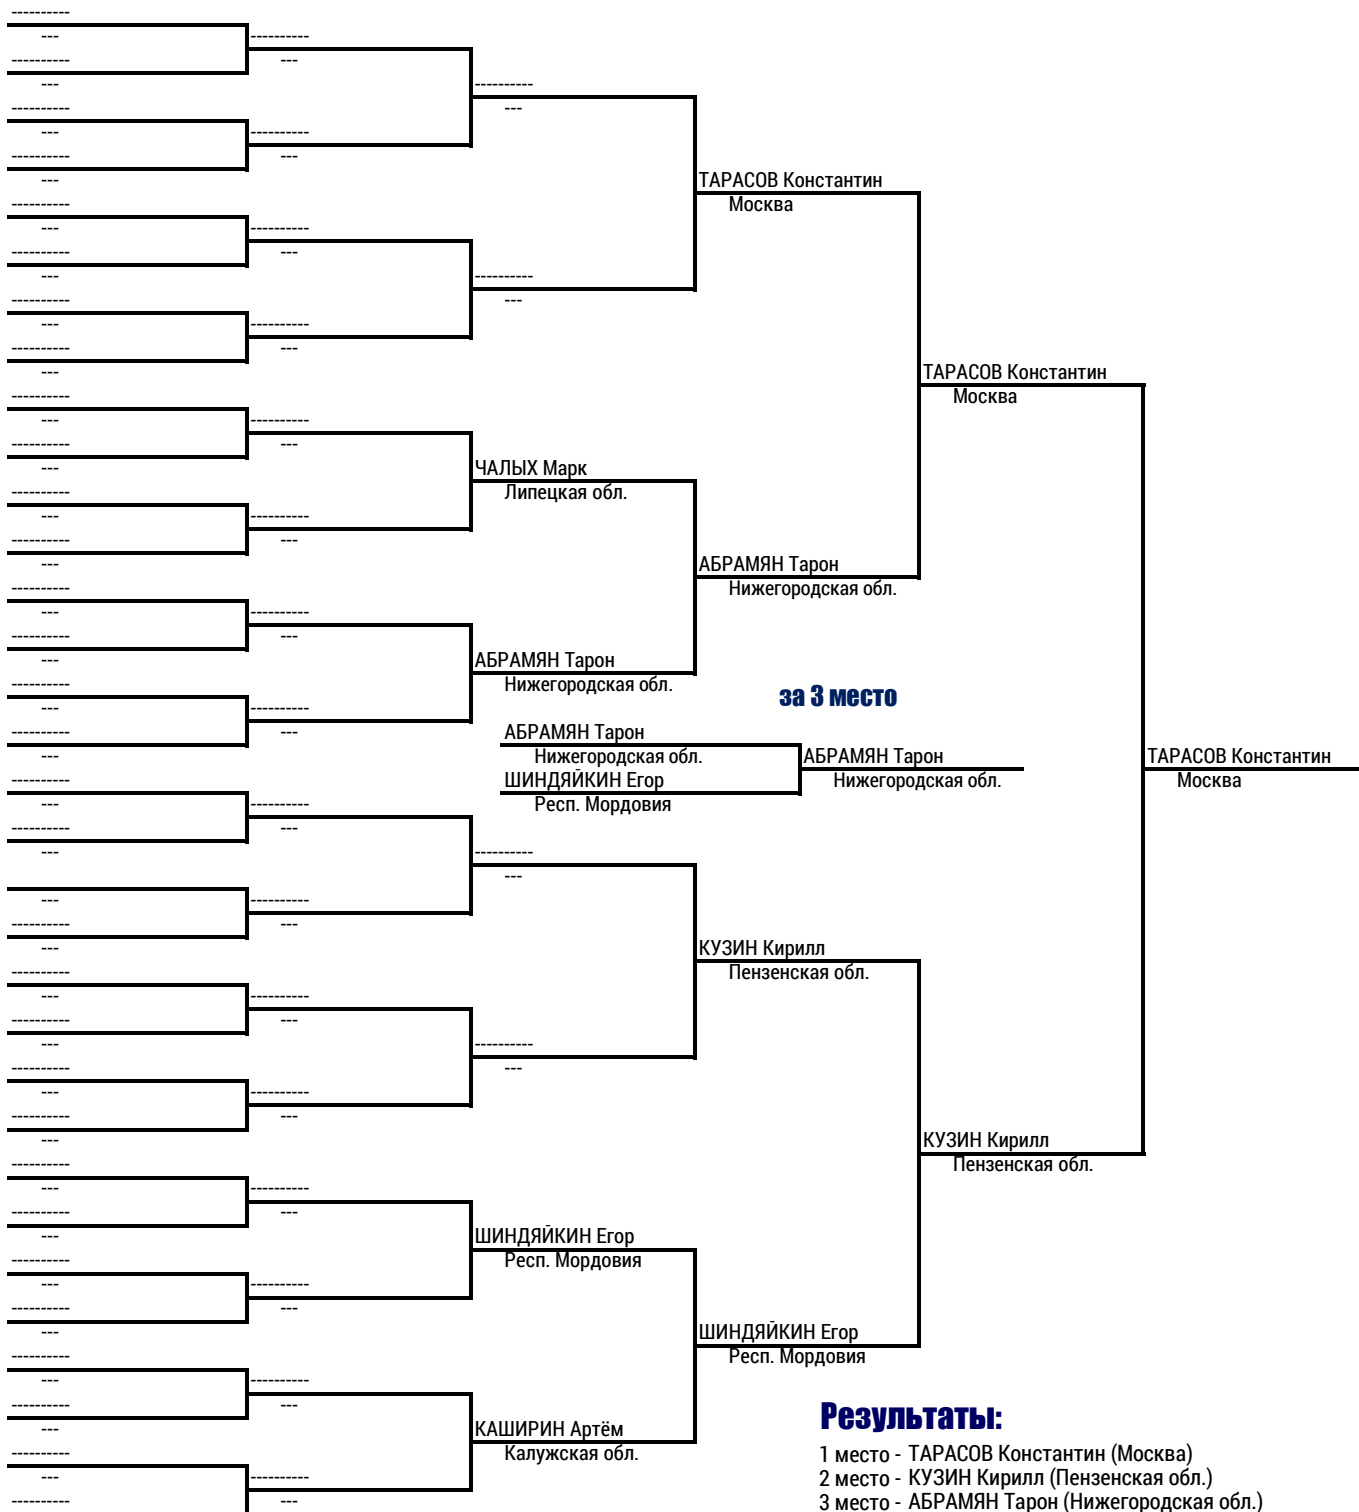 ТАРАСОВ Константин
Москва
ТАРАСОВ Константин
Москва
ЧАЛЫХ Марк
Липецкая обл.
АБРАМЯН Тарон
Нижегородская обл.
АБРАМЯН Тарон
Нижегородская обл.
за 3 место
АБРАМЯН Тарон
Нижегородская обл.
АБРАМЯН Тарон
Нижегородская обл.
ШИНДЯЙКИН Егор
Респ. Мордовия
ТАРАСОВ Константин
Москва
КУЗИН Кирилл
Пензенская обл.
КУЗИН Кирилл
Пензенская обл.
ШИНДЯЙКИН Егор
Респ. Мордовия
ШИНДЯЙКИН Егор
Респ. Мордовия
КАШИРИН Артём
Калужская обл.
Результаты:
1 место - ТАРАСОВ Константин (Москва)
2 место - КУЗИН Кирилл (Пензенская обл.)
3 место - АБРАМЯН Тарон (Нижегородская обл.)